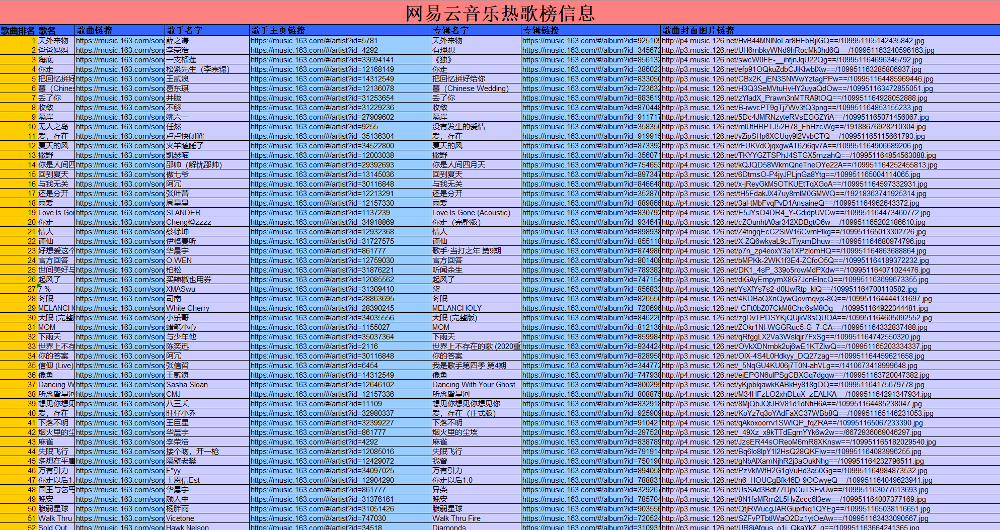 网易云音乐热歌榜信息
歌曲排名 歌名 歌曲链接 歌手名字 歌手主页链接 专辑名字 专辑链接 歌曲封面图片链接
1 天外来物 https://music.163.com/song 薛之谦 https://music.163.com/#/artist?id=5781 天外来物 https://music.163.com/#/album?id=925109 http://p4.music.126.net/HvB44MNlNoLar8HFbRjlGQ==/109951165142435842.jpg
2 爸爸妈妈 https://music.163.com/song 李荣浩 https://music.163.com/#/artist?id=4292 有理想 https://music.163.com/#/album?id=345672 http://p3.music.126.net/UH6mbkyWNd9hRocMk3hd6Q==/109951163240596163.jpg
3 海底 https://music.163.com/song 一支榴莲 https://music.163.com/#/artist?id=33694141 《独》 https://music.163.com/#/album?id=856132 http://p4.music.126.net/swcW0FE-__ihfjnJqU22Qg==/109951164696345792.jpg
4 你走 https://music.163.com/song 松紧先生（李宗锦） https://music.163.com/#/artist?id=12168149 你走 https://music.163.com/#/album?id=386023 http://p3.music.126.net/efp91OQkuZdbCJlKlwblXw==/109951163285806937.jpg
5 把回忆拼好 https://music.163.com/song 王贰浪 https://music.163.com/#/artist?id=14312549 把回忆拼好给你 https://music.163.com/#/album?id=833050 http://p3.music.126.net/CBx2K_jEN3SNWwYztagPPw==/109951164485969446.jpg
6 囍（Chines https://music.163.com/song 葛东琪 https://music.163.com/#/artist?id=12136078 囍（Chinese Wedding） https://music.163.com/#/album?id=723632 http://p4.music.126.net/H3Q3SeMVtuHvHY2uyaQdOw==/109951163472855051.jpg
7 丢了你 https://music.163.com/song 井胧 https://music.163.com/#/artist?id=31253654 丢了你 https://music.163.com/#/album?id=883619 http://p3.music.126.net/zYladX_Prawn3nMTRA9tOQ==/109951164928052888.jpg
8 收敛 https://music.163.com/song 不够 https://music.163.com/#/artist?id=31229236 收敛 https://music.163.com/#/album?id=870448 http://p4.music.126.net/B-iwvcPT9gTj7Wv3fQ3png==/109951164853155233.jpg
9 隔岸 https://music.163.com/song 姚六一 https://music.163.com/#/artist?id=27909602 隔岸 https://music.163.com/#/album?id=911717 http://p4.music.126.net/5Dc4JMRNzyteRVsEGGZYiA==/109951165071456067.jpg
10 无人之岛 https://music.163.com/song 任然 https://music.163.com/#/artist?id=9255 没有发生的爱情 https://music.163.com/#/album?id=358350 http://p4.music.126.net/mlUtHBPTJ52H78_FhHzcWg==/19188676928210304.jpg
11 爱，存在 https://music.163.com/song 卢卢快闭嘴 https://music.163.com/#/artist?id=35136304 爱，存在 https://music.163.com/#/album?id=919915 http://p3.music.126.net/yZipSHp6XCUqy9l2VybCTQ==/109951165115661793.jpg
12 夏天的风 https://music.163.com/song 火羊瞌睡了 https://music.163.com/#/artist?id=34522800 夏天的风 https://music.163.com/#/album?id=873392 http://p4.music.126.net/rFUKVdOjqxgwAT6Zi6qv7A==/109951164906689206.jpg
13 撒野 https://music.163.com/song 凯瑟喵 https://music.163.com/#/artist?id=12003038 撒野 https://music.163.com/#/album?id=356071 http://p4.music.126.net/TKYYGZTSPhJ4STGX5mzahQ==/109951164854563088.jpg
14 你是人间四 https://music.163.com/song 邵帅（解忧邵帅） https://music.163.com/#/artist?id=29392693 你是人间四月天 https://music.163.com/#/album?id=754653 http://p4.music.126.net/kQJQD58WkmQneTneOYe22A==/109951164252455813.jpg
15 回到夏天 https://music.163.com/song 傲七爷 https://music.163.com/#/artist?id=13145036 回到夏天 https://music.163.com/#/album?id=897347 http://p3.music.126.net/6DtmsO-P4jyJPLjnGa8Ytg==/109951165004114065.jpg
16 与我无关 https://music.163.com/song 阿冗 https://music.163.com/#/artist?id=30116848 与我无关 https://music.163.com/#/album?id=846648 http://p4.music.126.net/x-jReyGkM5OTKUEtTqXGoA==/109951164597332931.jpg
17 还是分开 https://music.163.com/song 张叶蕾 https://music.163.com/#/artist?id=12213291 还是分开 https://music.163.com/#/album?id=352870 http://p3.music.126.net/tH5FdakJX47uy8mlM0GMWQ==/19218363741925314.jpg
18 雨爱 https://music.163.com/song 周星星 https://music.163.com/#/artist?id=12157330 雨爱 https://music.163.com/#/album?id=889866 http://p4.music.126.net/3al-tMbFvqPvD1AnsaineQ==/109951164962643372.jpg
19 Love Is Gor https://music.163.com/song SLANDER https://music.163.com/#/artist?id=1137239 Love Is Gone (Acoustic) https://music.163.com/#/album?id=830792 http://p4.music.126.net/E5JYsO4DR4_Y-CdidpUVCw==/109951164473460772.jpg
20 你走 https://music.163.com/song Cheng橙zzzz https://music.163.com/#/artist?id=34918869 你走（完整版） https://music.163.com/#/album?id=934647 http://p3.music.126.net/cZOunhtA0ar342XDBgtO6w==/109951165202186610.jpg
21 情人 https://music.163.com/song 蔡徐坤 https://music.163.com/#/artist?id=12932368 情人 https://music.163.com/#/album?id=898938 http://p4.music.126.net/Z4tngqEcC2SiW16CvmPlkg==/109951165013302726.jpg
22 谪仙 https://music.163.com/song 伊格赛听 https://music.163.com/#/artist?id=31727575 谪仙 https://music.163.com/#/album?id=855118 http://p4.music.126.net/X-ZQ6wkyaL9cJTiyxmDhuw==/109951164680974796.jpg
23 好想爱这个 https://music.163.com/song 华晨宇 https://music.163.com/#/artist?id=861777 歌手·当打之年 第9期 https://music.163.com/#/album?id=874986 http://p4.music.126.net/p7n_zp4eoxY3a1XPzlomHQ==/109951164863688864.jpg
24 官方回答 https://music.163.com/song O.WEN https://music.163.com/#/artist?id=12759030 官方回答 https://music.163.com/#/album?id=801408 http://p4.music.126.net/bMPKk-2WK1f3E4-ZCfoO5Q==/109951164189372232.jpg
25 世间美好与 https://music.163.com/song 柏松 https://music.163.com/#/artist?id=31876221 听闻余生 https://music.163.com/#/album?id=789382 http://p3.music.126.net/DK1_4sP_339o5rowMdPXdw==/109951164071024476.jpg
26 起风了 https://music.163.com/song 买辣椒也用券 https://music.163.com/#/artist?id=12085562 起风了 https://music.163.com/#/album?id=747154 http://p3.music.126.net/diGAyEmpymX8G7JcnElncQ==/109951163699673355.jpg
27 7 % https://music.163.com/song XMASwu https://music.163.com/#/artist?id=31309410 柒 https://music.163.com/#/album?id=856833 http://p4.music.126.net/YsXfYs7s2-d0lJwRtp_klQ==/109951164700110582.jpg
28 冬眠 https://music.163.com/song 司南 https://music.163.com/#/artist?id=28863695 冬眠 https://music.163.com/#/album?id=826550 http://p3.music.126.net/4KDBaQXnQywQovmqvjx-8Q==/109951164444131697.jpg
29 MELANCHO https://music.163.com/song White Cherry https://music.163.com/#/artist?id=28390245 MELANCHOLY https://music.163.com/#/album?id=720696 http://p3.music.126.net/-CFt0bZ07CkM8Chc6sM8Og==/109951164922344481.jpg
30 大眠 (完整版 https://music.163.com/song 小乐哥 https://music.163.com/#/artist?id=34035556 大眠 (完整版) https://music.163.com/#/album?id=846226 http://p3.music.126.net/zgDvTPDSYKjQUjkV8sQUOA==/109951164605092552.jpg
31 MOM https://music.163.com/song 蜡笔小心 https://music.163.com/#/artist?id=1155027 MOM https://music.163.com/#/album?id=812136 http://p3.music.126.net/ZOkr1Nl-WGGRuc5-G_7-CA==/109951164332837488.jpg
32 下雨天 https://music.163.com/song 与少年他 https://music.163.com/#/artist?id=35037364 下雨天 https://music.163.com/#/album?id=859984 http://p3.music.126.net/qRfggLX2Va3Wslqjr7FxSg==/109951164742550320.jpg
33 世界上不存 https://music.163.com/song 陈奕迅 https://music.163.com/#/artist?id=2116 世界上不存在的歌 (2020重 https://music.163.com/#/album?id=934424 http://p4.music.126.net/OVkXDNmbk2uj6wE1KTZlwQ==/109951165203334337.jpg
34 你的答案 https://music.163.com/song 阿冗 https://music.163.com/#/artist?id=30116848 你的答案 https://music.163.com/#/album?id=828958 http://p3.music.126.net/OlX-4S4L0Hdkyy_DQ27zag==/109951164459621658.jpg
35 信仰 (Live) https://music.163.com/song 张信哲 https://music.163.com/#/artist?id=6454 我是歌手第四季 第4期 https://music.163.com/#/album?id=344772 http://p3.music.126.net/_5NqGU4KU06j7T0N-ahVLg==/1410673418999648.jpg
36 像鱼 https://music.163.com/song 王贰浪 https://music.163.com/#/artist?id=14312549 像鱼 https://music.163.com/#/album?id=747938 http://p4.music.126.net/ejEPGN6ulPSgCBXGq7dgqw==/109951163720047382.jpg
37 Dancing W https://music.163.com/song Sasha Sloan https://music.163.com/#/artist?id=12646102 Dancing With Your Ghost https://music.163.com/#/album?id=800295 http://p3.music.126.net/yKjpbkjawkKABkHy818gOQ==/109951164175679778.jpg
38 所念皆星河 https://music.163.com/song CMJ https://music.163.com/#/artist?id=12157336 所念皆星河 https://music.163.com/#/album?id=808875 http://p4.music.126.net/M34HFzLO2xhDLuX_zEALKA==/109951164291347934.jpg
39 想见你想见 https://music.163.com/song 八三夭 https://music.163.com/#/artist?id=11109 想见你想见你想见你 https://music.163.com/#/album?id=832918 http://p3.music.126.net/8MjQbJQtJRV81d1dNfiH6A==/109951164485238047.jpg
40 爱，存在 https://music.163.com/song 旺仔小乔 https://music.163.com/#/artist?id=32980337 爱，存在（正式版） https://music.163.com/#/album?id=925909 http://p4.music.126.net/KoYz7q3oYAdFaXC37WBb8Q==/109951165146231053.jpg
41 下落不明 https://music.163.com/song 王巨星 https://music.163.com/#/artist?id=32399227 下落不明 https://music.163.com/#/album?id=910421 http://p4.music.126.net/qAkoxoorrv1SWlQP_fqZRA==/109951165067233390.jpg
42 烟火里的尘 https://music.163.com/song 华晨宇 https://music.163.com/#/artist?id=861777 烟火里的尘埃 https://music.163.com/#/album?id=297520 http://p3.music.126.net/_49Xz_x9kTTdEgmYYk6w2w==/6672936069046297.jpg
43 麻雀 https://music.163.com/song 李荣浩 https://music.163.com/#/artist?id=4292 麻雀 https://music.163.com/#/album?id=838789 http://p4.music.126.net/JzsER44sOReoM6mR8XKnsw==/109951165182029540.jpg
44 失眠飞行 https://music.163.com/song 接个吻，开一枪 https://music.163.com/#/artist?id=12085016 失眠飞行 https://music.163.com/#/album?id=791914 http://p4.music.126.net/Bq6lo8lpY1l2HsQ28QKFlw==/109951164083996255.jpg
45 多想在平庸 https://music.163.com/song 隔壁老樊 https://music.163.com/#/artist?id=12429072 我曾 https://music.163.com/#/album?id=750190 http://p3.music.126.net/gNbAlXamNjhR2j3aOukNhg==/109951164232796511.jpg
46 万有引力 https://music.163.com/song F*yy https://music.163.com/#/artist?id=34097025 万有引力 https://music.163.com/#/album?id=894058 http://p3.music.126.net/PzVklWfH2G1gVuHd3a50Gg==/109951164984873532.jpg
47 你走以后1. https://music.163.com/song 王恩信Est https://music.163.com/#/artist?id=12904290 你走以后1.0 https://music.163.com/#/album?id=788831 http://p4.music.126.net/n6_HOUCgBfk46D-9OCwyeQ==/109951164049623941.jpg
48 国王与乞丐 https://music.163.com/song 华晨宇 https://music.163.com/#/artist?id=861777 异类 https://music.163.com/#/album?id=329267 http://p4.music.126.net/UsSAd3Bdf77DjhCuTSEvUw==/109951163077613693.jpg
49 晚安 https://music.163.com/song 颜人中 https://music.163.com/#/artist?id=31376161 晚安 https://music.163.com/#/album?id=785704 http://p3.music.126.net/8N1fsMRm2L5HyZccc6l3ew==/109951164007377169.jpg
50 脆弱星球 https://music.163.com/song 杨胖雨 https://music.163.com/#/artist?id=31051426 脆弱星球 https://music.163.com/#/album?id=903556 http://p3.music.126.net/QtjRWucgJARGuprNq1QYEg==/109951165038116651.jpg
51 Walk Thru https://music.163.com/song Vicetone https://music.163.com/#/artist?id=747030 Walk Thru Fire https://music.163.com/#/album?id=720524 http://p3.music.126.net/SZFvPTbtlWaO2Dz1ytOeAw==/109951163433090567.jpg
52 Sold Out https://music.163.com/song Hawk Nelson https://music.163.com/#/artist?id=34518 Diamonds https://music.163.com/#/album?id=310931